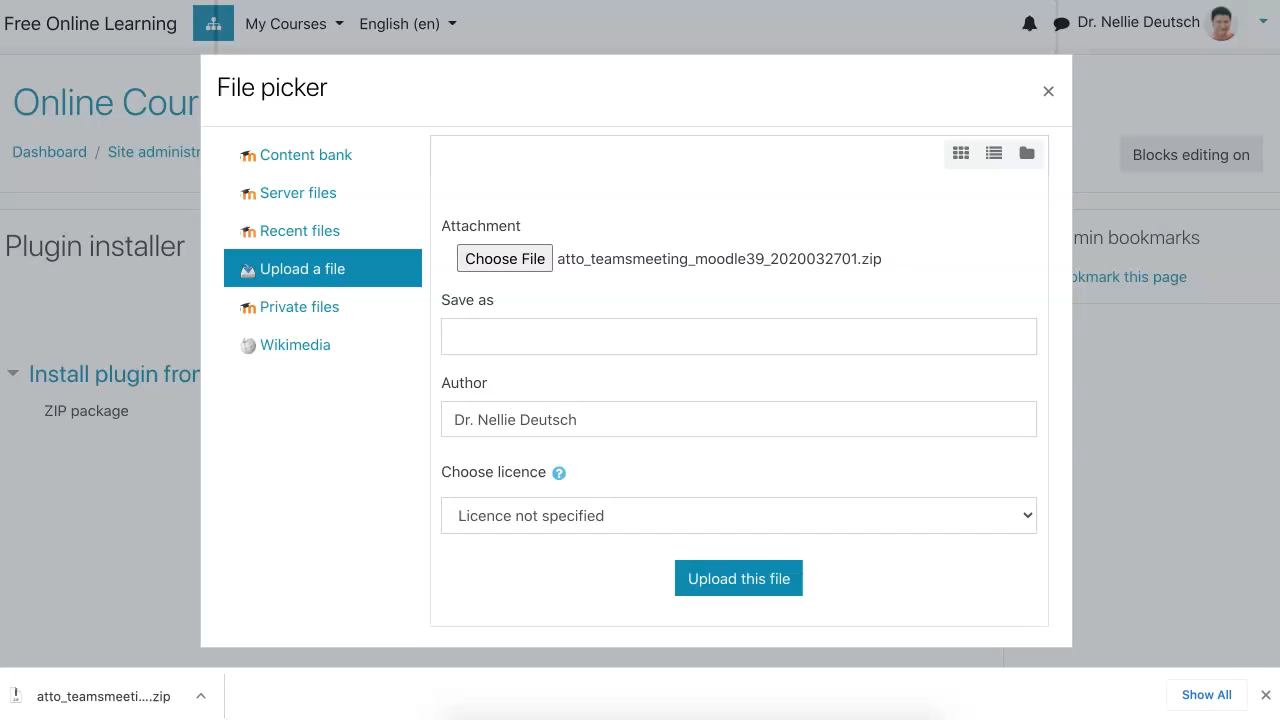 Free Online Learning My Courses English (en) Dr. Nellie Deutsch
File picker
×
Online Cour
Dashboard / Site administr
Blocks editing on
Plugin installer
Install plugin fror
ZIP package
Content bank
Server files
Recent files
Upload a file
Private files
Wikimedia
Attachment
Choose File atto_teamsmeeting_moodle39_2020032701.zip
Save as
Author
Dr. Nellie Deutsch
Choose licence ?
Licence not specified
Upload this file
min bookmarks
okmark this page
atto_teamsmeeti....zip
Show All ×